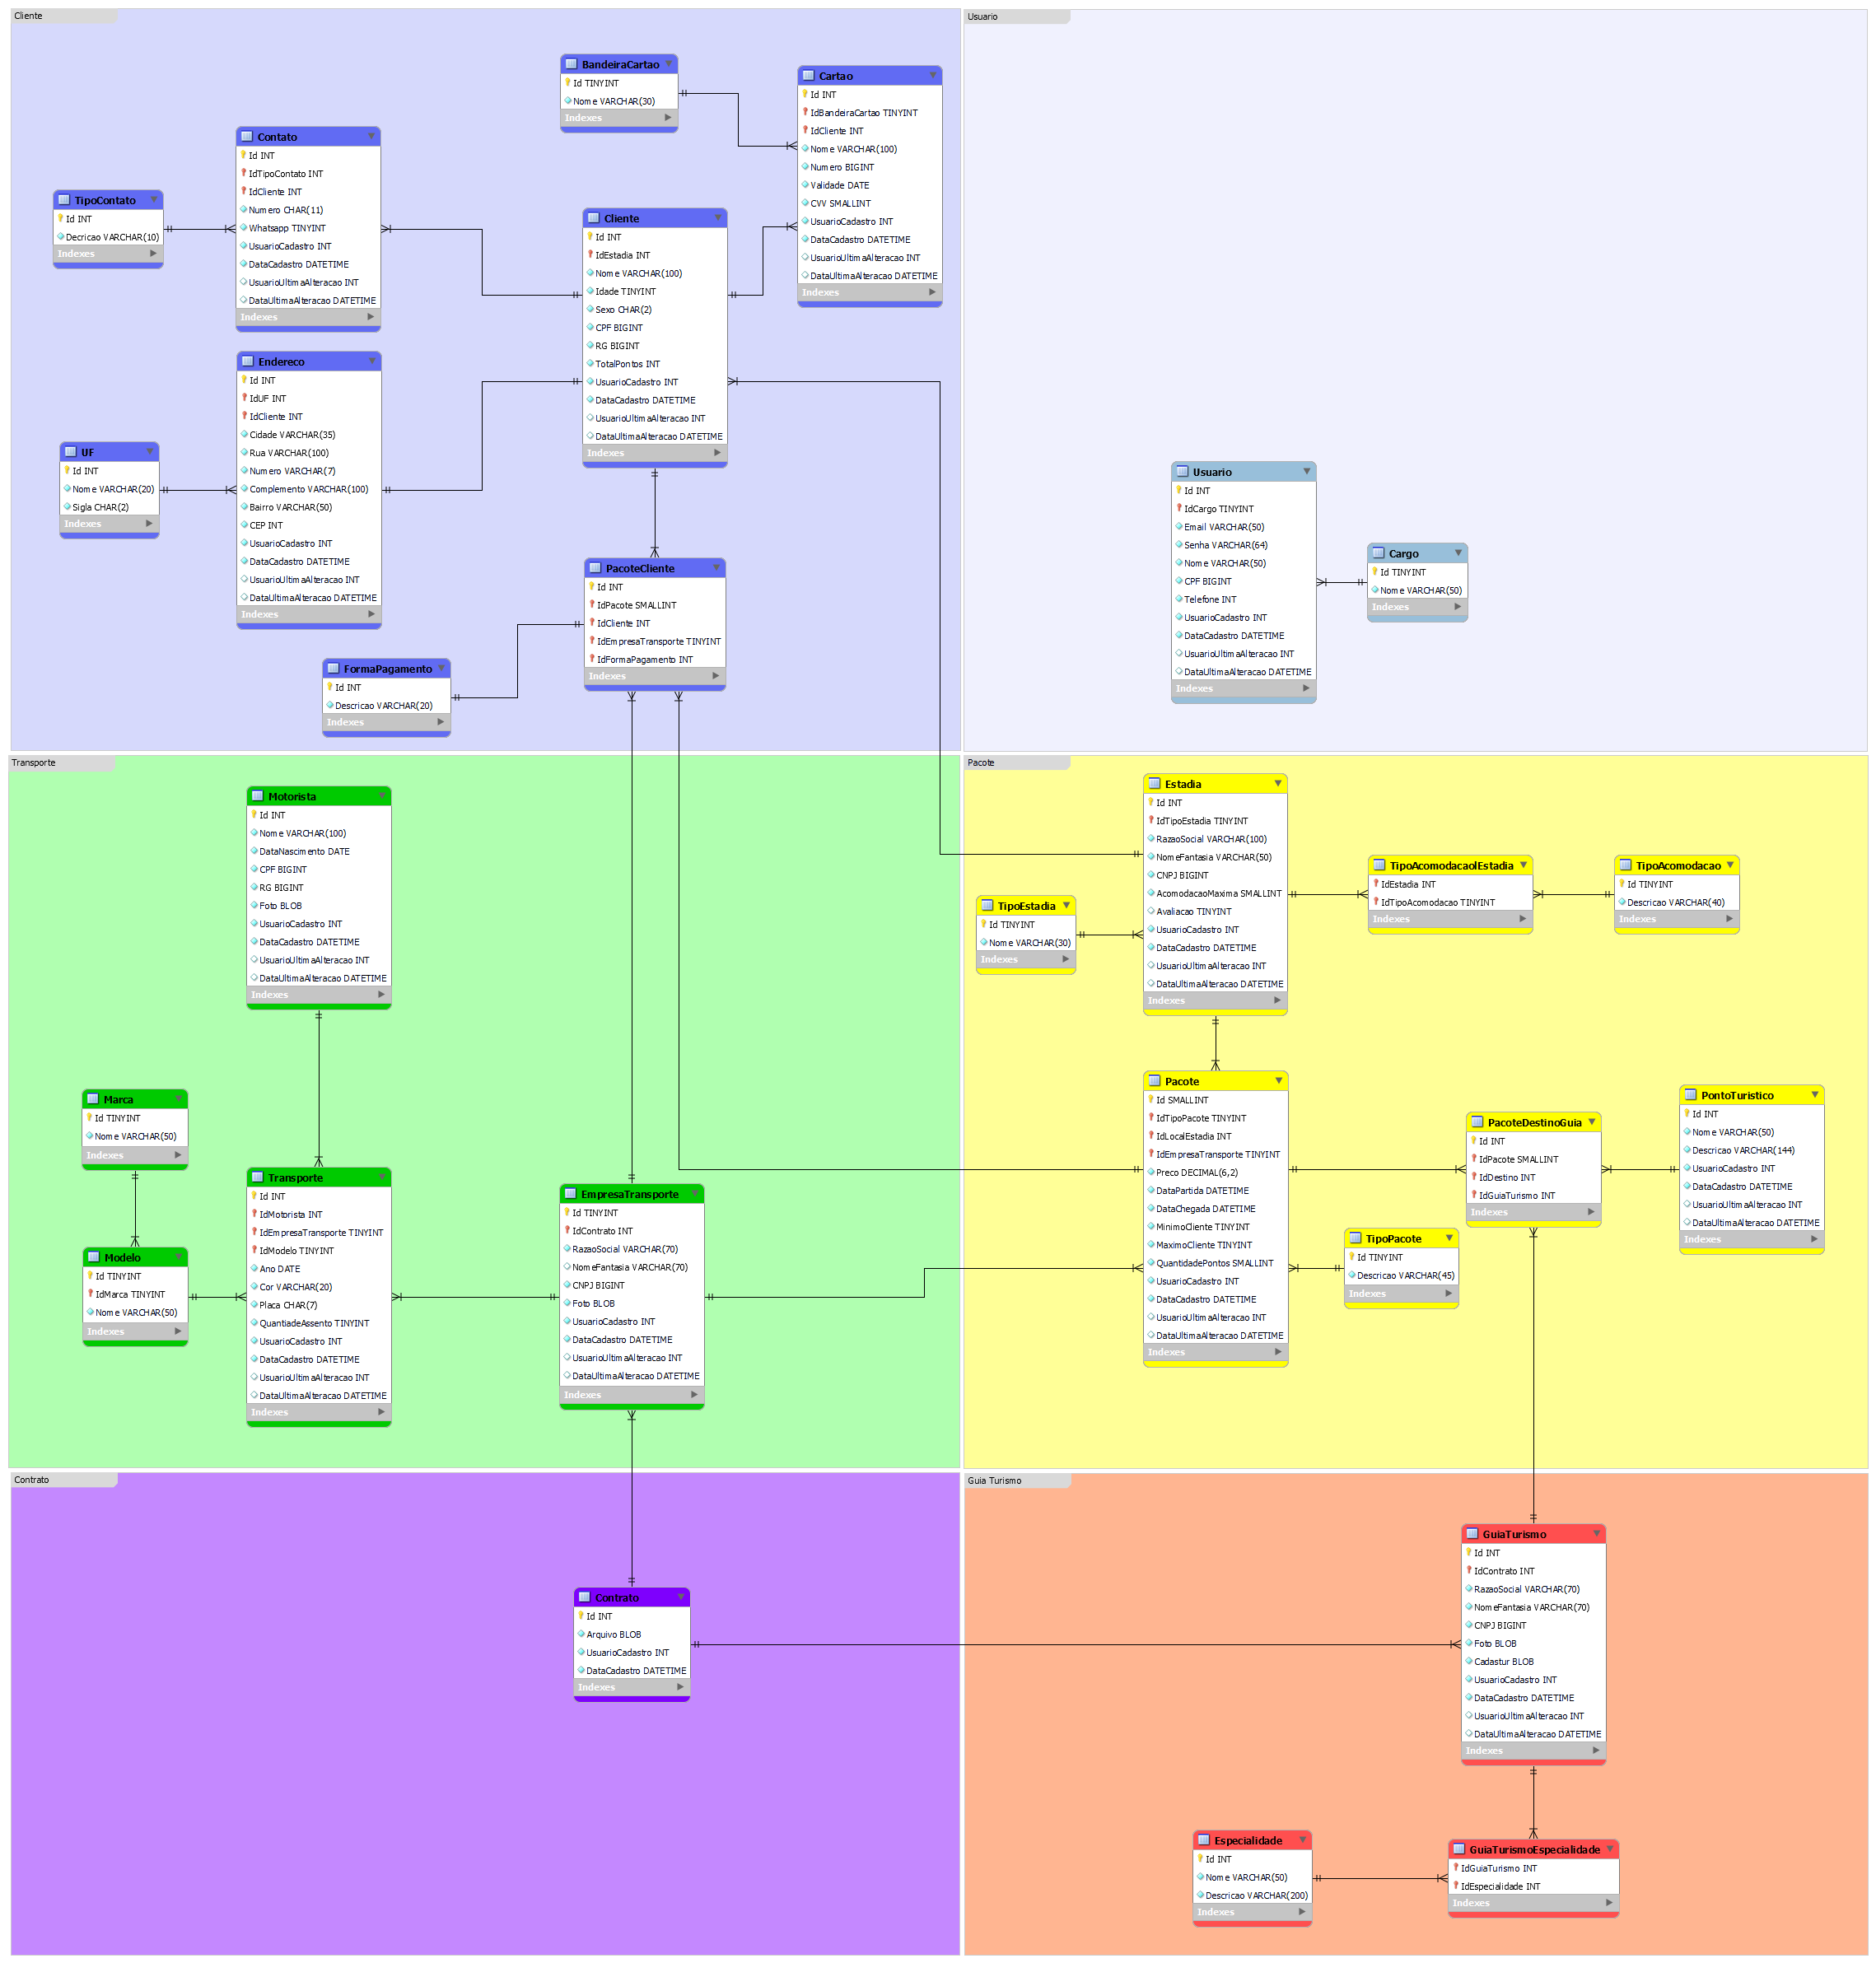 Cliente
BandeiraCartao
Id TINYINT
Nome VARCHAR(30)
Indexes
Cartao
Id INT
IdBandeiraCartao TINYINT
IdCliente INT
Nome VARCHAR(100)
Numero BIGINT
Validade DATE
CVV SMALLINT
UsuarioCadastro INT
DataCadastro DATETIME
UsuarioUltimaAlteracao INT
DataUltimaAlteracao DATETIME
Indexes
Contato
Id INT
IdTipoContato INT
IdCliente INT
Numero CHAR(11)
Whatsapp TINYINT
UsuarioCadastro INT
DataCadastro DATETIME
UsuarioUltimaAlteracao INT
DataUltimaAlteracao DATETIME
Indexes
TipoContato
Id INT
Decricao VARCHAR(10)
Indexes
Cliente
Id INT
IdEstadia INT
Nome VARCHAR(100)
Idade TINYINT
Sexo CHAR(2)
CPF BIGINT
RG BIGINT
TotalPontos INT
UsuarioCadastro INT
DataCadastro DATETIME
UsuarioUltimaAlteracao INT
DataUltimaAlteracao DATETIME
Indexes
Endereco
Id INT
IdUF INT
IdCliente INT
Cidade VARCHAR(35)
Rua VARCHAR(100)
Numero VARCHAR(7)
Complemento VARCHAR(100)
Bairro VARCHAR(50)
CEP INT
UsuarioCadastro INT
DataCadastro DATETIME
UsuarioUltimaAlteracao INT
DataUltimaAlteracao DATETIME
Indexes
UF
Id INT
Nome VARCHAR(20)
Sigla CHAR(2)
Indexes
PacoteCliente
Id INT
IdPacote SMALLINT
IdCliente INT
IdEmpresaTransporte TINYINT
IdFormaPagamento INT
Indexes
FormaPagamento
Id INT
Descricao VARCHAR(20)
Indexes
Usuario
Usuario
Id INT
IdCargo TINYINT
Email VARCHAR(50)
Senha VARCHAR(64)
Nome VARCHAR(50)
CPF BIGINT
Telefone INT
UsuarioCadastro INT
DataCadastro DATETIME
UsuarioUltimaAlteracao INT
DataUltimaAlteracao DATETIME
Indexes
Cargo
Id TINYINT
Nome VARCHAR(50)
Indexes
Transporte
Motorista
Id INT
Nome VARCHAR(100)
DataNascimento DATE
CPF BIGINT
RG BIGINT
Foto BLOB
UsuarioCadastro INT
DataCadastro DATETIME
UsuarioUltimaAlteracao INT
DataUltimaAlteracao DATETIME
Indexes
Marca
Id TINYINT
Nome VARCHAR(50)
Indexes
Modelo
Id TINYINT
IdMarca TINYINT
Nome VARCHAR(50)
Indexes
Transporte
Id INT
IdMotorista INT
IdEmpresaTransporte TINYINT
IdModelo TINYINT
Ano DATE
Cor VARCHAR(20)
Placa CHAR(7)
QuantiadeAssento TINYINT
UsuarioCadastro INT
DataCadastro DATETIME
UsuarioUltimaAlteracao INT
DataUltimaAlteracao DATETIME
Indexes
EmpresaTransporte
Id TINYINT
IdContrato INT
RazaoSocial VARCHAR(70)
NomeFantasia VARCHAR(70)
CNPJ BIGINT
Foto BLOB
UsuarioCadastro INT
DataCadastro DATETIME
UsuarioUltimaAlteracao INT
DataUltimaAlteracao DATETIME
Indexes
Pacote
Estadia
Id INT
IdTipoEstadia TINYINT
RazaoSocial VARCHAR(100)
NomeFantasia VARCHAR(50)
CNPJ BIGINT
AcomodacaoMaxima SMALLINT
Avaliacao TINYINT
UsuarioCadastro INT
DataCadastro DATETIME
UsuarioUltimaAlteracao INT
DataUltimaAlteracao DATETIME
Indexes
TipoAcomodacaolEstadia
IdEstadia INT
IdTipoAcomodacao TINYINT
Indexes
TipoAcomodacao
Id TINYINT
Descricao VARCHAR(40)
Indexes
TipoEstadia
Id TINYINT
Nome VARCHAR(30)
Indexes
Pacote
Id SMALLINT
IdTipoPacote TINYINT
IdLocalEstadia INT
IdEmpresaTransporte TINYINT
Preco DECIMAL(6,2)
DataPartida DATETIME
DataChegada DATETIME
MinimoCliente TINYINT
MaximoCliente TINYINT
QuantidadePontos SMALLINT
UsuarioCadastro INT
DataCadastro DATETIME
UsuarioUltimaAlteracao INT
DataUltimaAlteracao DATETIME
Indexes
PacoteDestinoGuia
Id INT
IdPacote SMALLINT
IdDestino INT
IdGuiaTurismo INT
Indexes
PontoTuristico
Id INT
Nome VARCHAR(50)
Descricao VARCHAR(144)
UsuarioCadastro INT
DataCadastro DATETIME
UsuarioUltimaAlteracao INT
DataUltimaAlteracao DATETIME
Indexes
TipoPacote
Id TINYINT
Descricao VARCHAR(45)
Indexes
Contrato
Contrato
Id INT
Arquivo BLOB
UsuarioCadastro INT
DataCadastro DATETIME
Indexes
Guia Turismo
GuiaTurismo
Id INT
IdContrato INT
RazaoSocial VARCHAR(70)
NomeFantasia VARCHAR(70)
CNPJ BIGINT
Foto BLOB
Cadastur BLOB
UsuarioCadastro INT
DataCadastro DATETIME
UsuarioUltimaAlteracao INT
DataUltimaAlteracao DATETIME
Indexes
Especialidade
Id INT
Nome VARCHAR(50)
Descricao VARCHAR(200)
Indexes
GuiaTurismoEspecialidade
IdGuiaTurismo INT
IdEspecialidade INT
Indexes